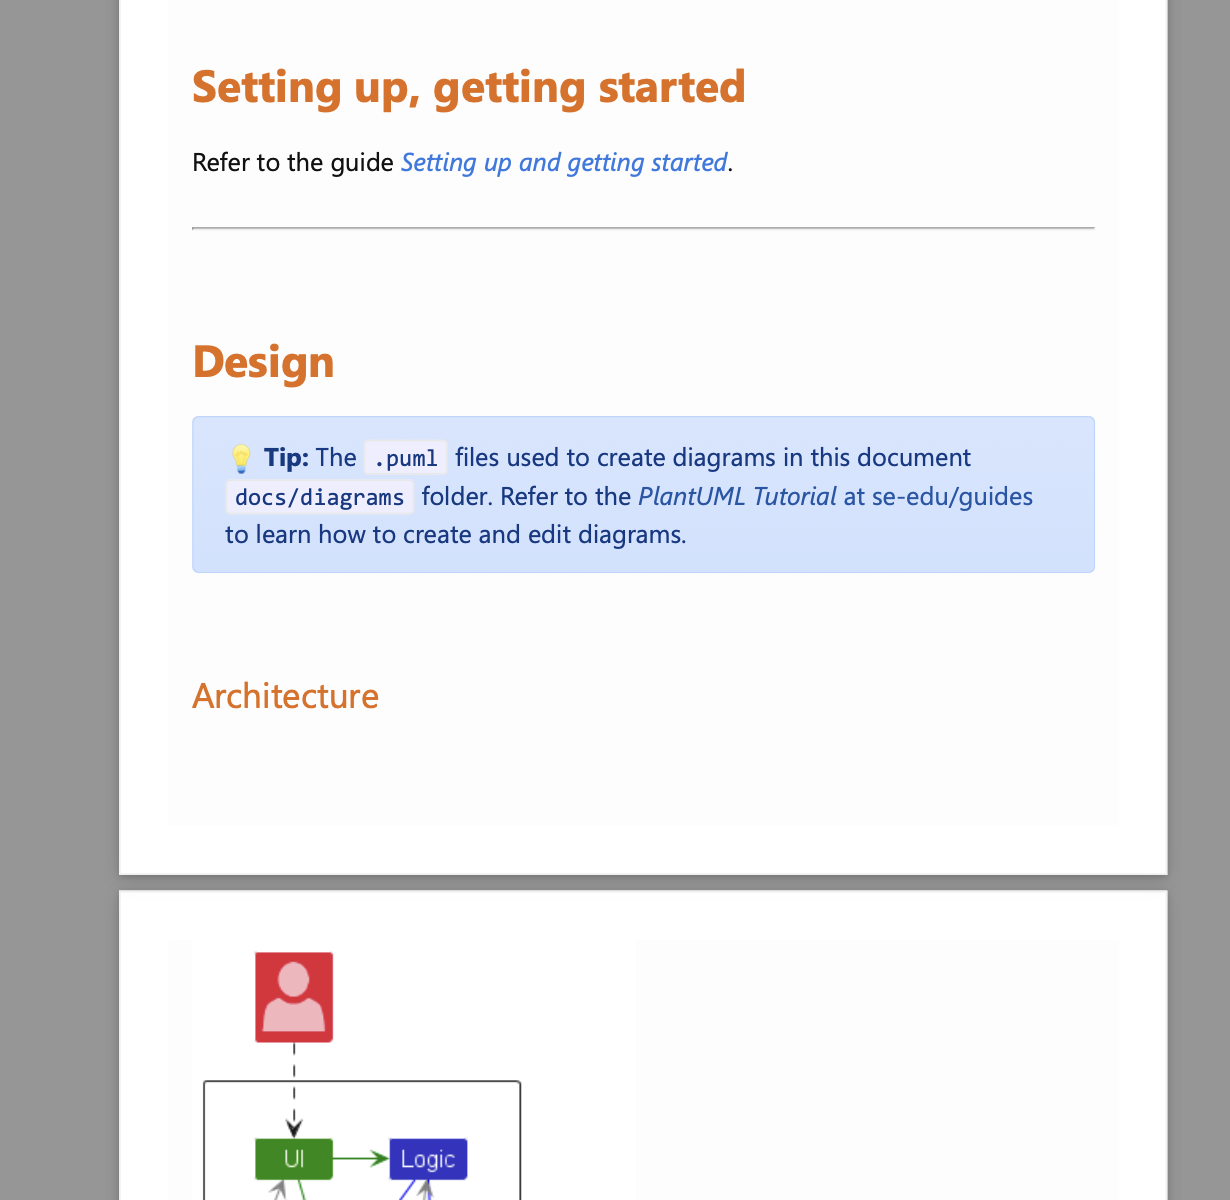 Setting up, getting started
Refer to the guide Setting up and getting started.
Design
💡 Tip: The .puml files used to create diagrams in this document
docs/diagrams folder. Refer to the PlantUML Tutorial at se-edu/guides
to learn how to create and edit diagrams.
Architecture
UI Logic